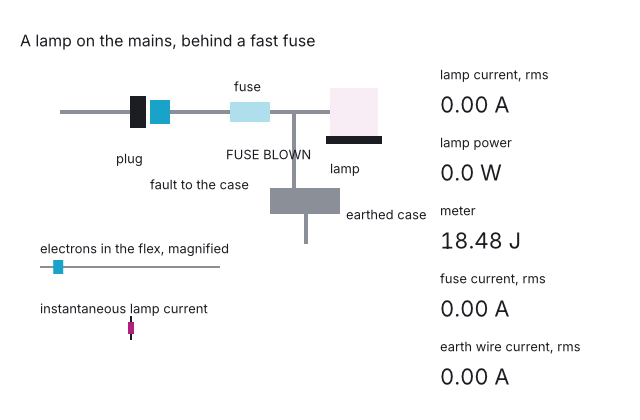 A lamp on the mains, behind a fast fuse
fuse
plug
FUSE BLOWN
lamp
fault to the case
earthed case
electrons in the flex, magnified
instantaneous lamp current
lamp current, rms
0.00 A
lamp power
0.0 W
meter
18.48 J
fuse current, rms
0.00 A
earth wire current, rms
0.00 A